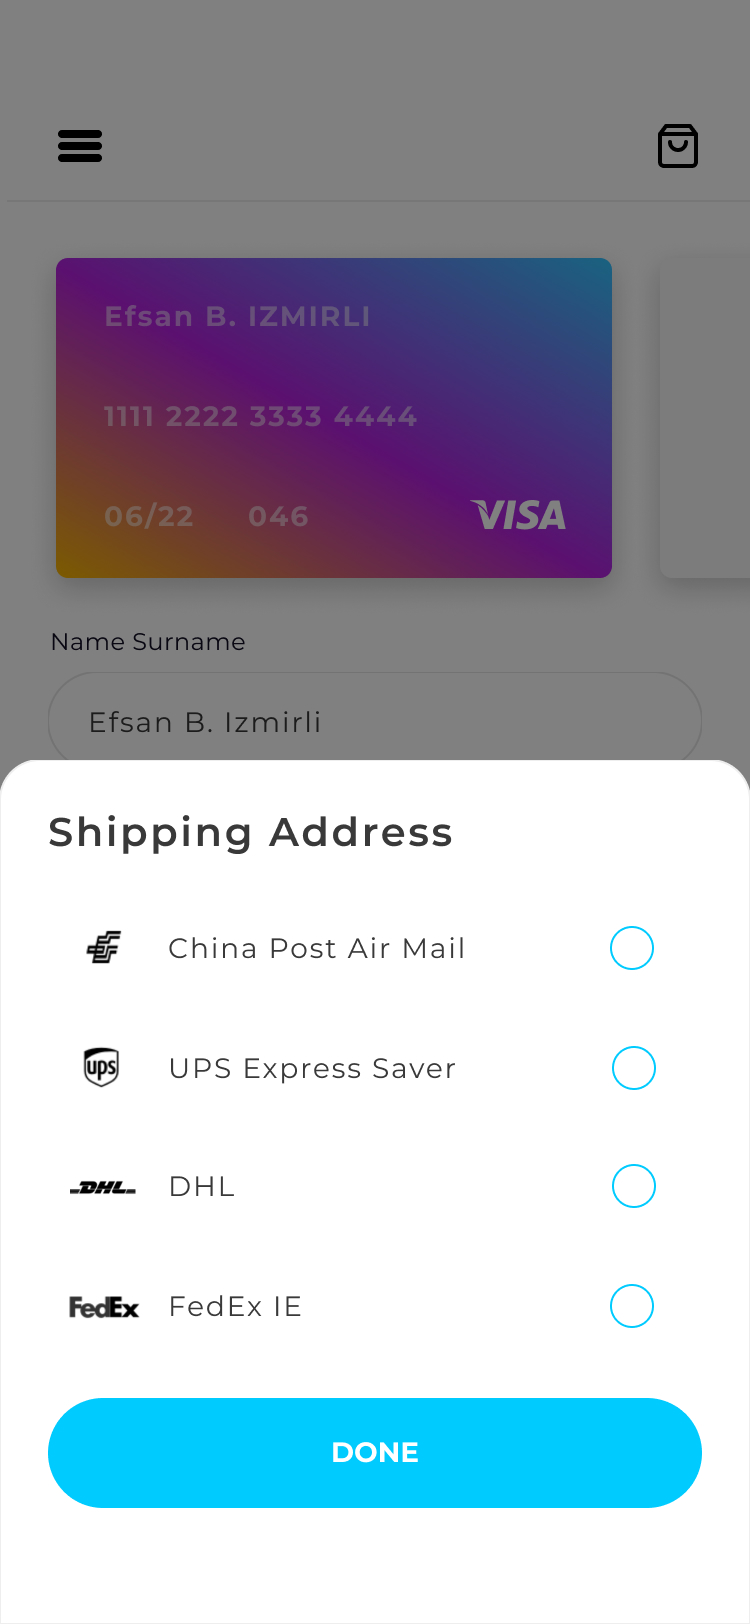 Efsan B. IZMIRLI
1111 2222 3333 4444
06/22 046 VISA
Name Surname
Efsan B. Izmirli
Shipping Address
China Post Air Mail
ups UPS Express Saver
DHL DHL
FedEx FedEx IE
DONE